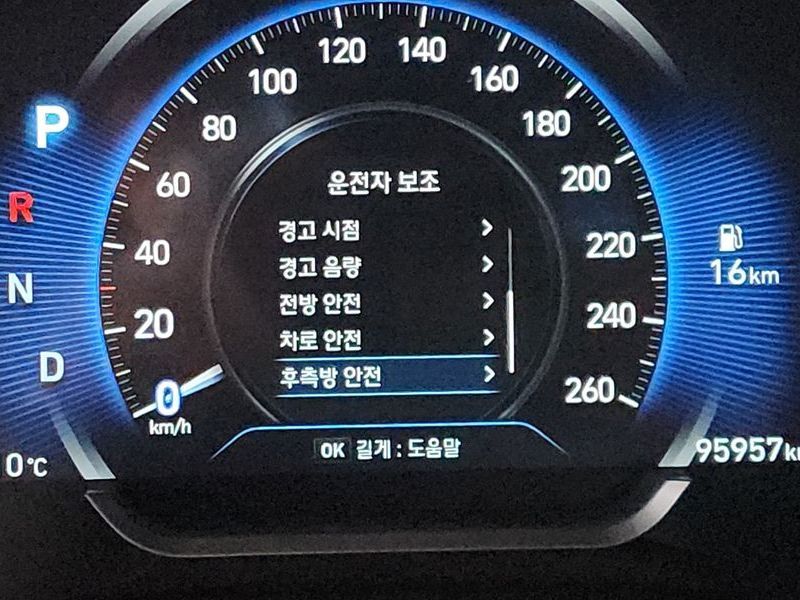 P
R
N
D
0
km/h
20
40
60
80
100
120
140
160
180
200
220
240
260
운전자 보조
경고 시점
경고 음량
전방 안전
차로 안전
후측방 안전
OK 길게 : 도움말
16km
0℃
95957